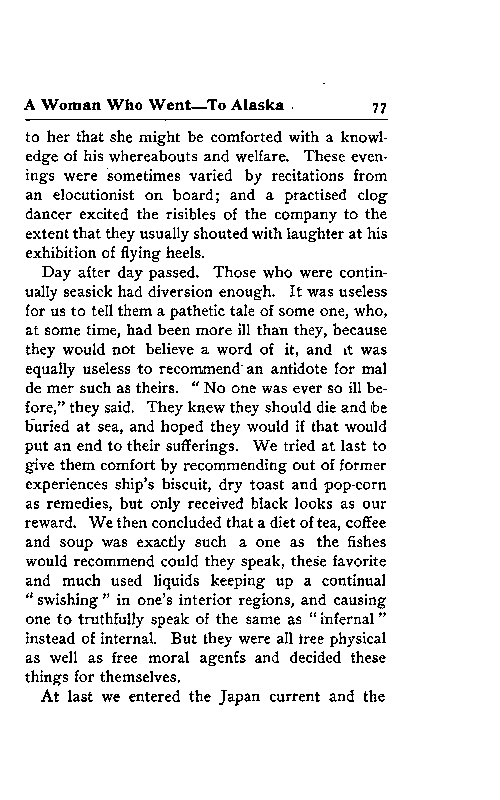 A Woman Who Went—To Alaska 77
to her that she might be comforted with a knowl-
edge of his whereabouts and welfare. These even-
ings were sometimes varied by recitations from
an elocutionist on board; and a practised clog
dancer excited the risibles of the company to the
extent that they usually shouted with laughter at his
exhibition of flying heels.
Day after day passed. Those who were contin-
ually seasick had diversion enough. It was useless
for us to tell them a pathetic tale of some one, who,
at some time, had been more ill than they, because
they would not believe a word of it, and it was
equally useless to recommend an antidote for mal
de mer such as theirs. “No one was ever so ill be-
fore,” they said. They knew they should die and be
buried at sea, and hoped they would if that would
put an end to their sufferings. We tried at last to
give them comfort by recommending out of former
experiences ship’s biscuit, dry toast and pop-corn
as remedies, but only received black looks as our
reward. We then concluded that a diet of tea, coffee
and soup was exactly such a one as the fishes
would recommend could they speak, these favorite
and much used liquids keeping up a continual
“swishing” in one’s interior regions, and causing
one to truthfully speak of the same as “infernal”
instead of internal. But they were all free physical
as well as free moral agents and decided these
things for themselves.
At last we entered the Japan current and the